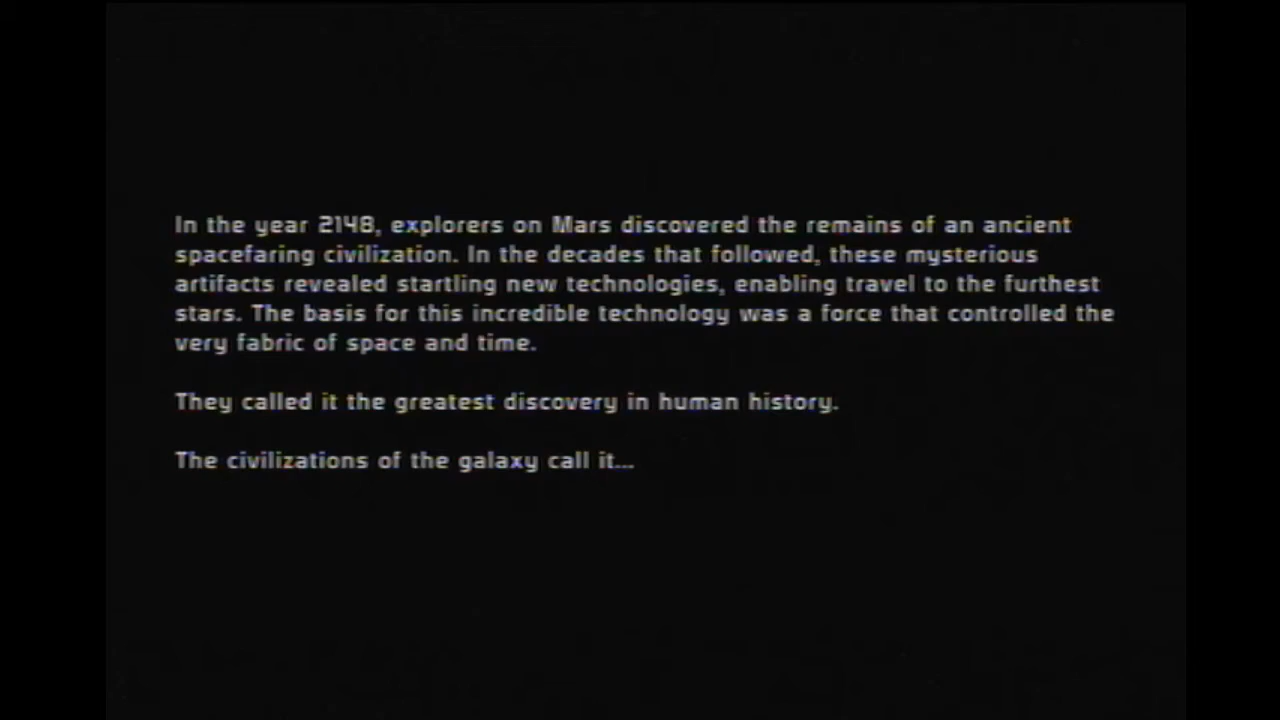 In the year 2148, explorers on Mars discovered the remains of an ancient
spacefaring civilization. In the decades that followed, these mysterious
artifacts revealed startling new technologies, enabling travel to the furthest
stars. The basis for this incredible technology was a force that controlled the
very fabric of space and time.
They called it the greatest discovery in human history.
The civilizations of the galaxy call it...